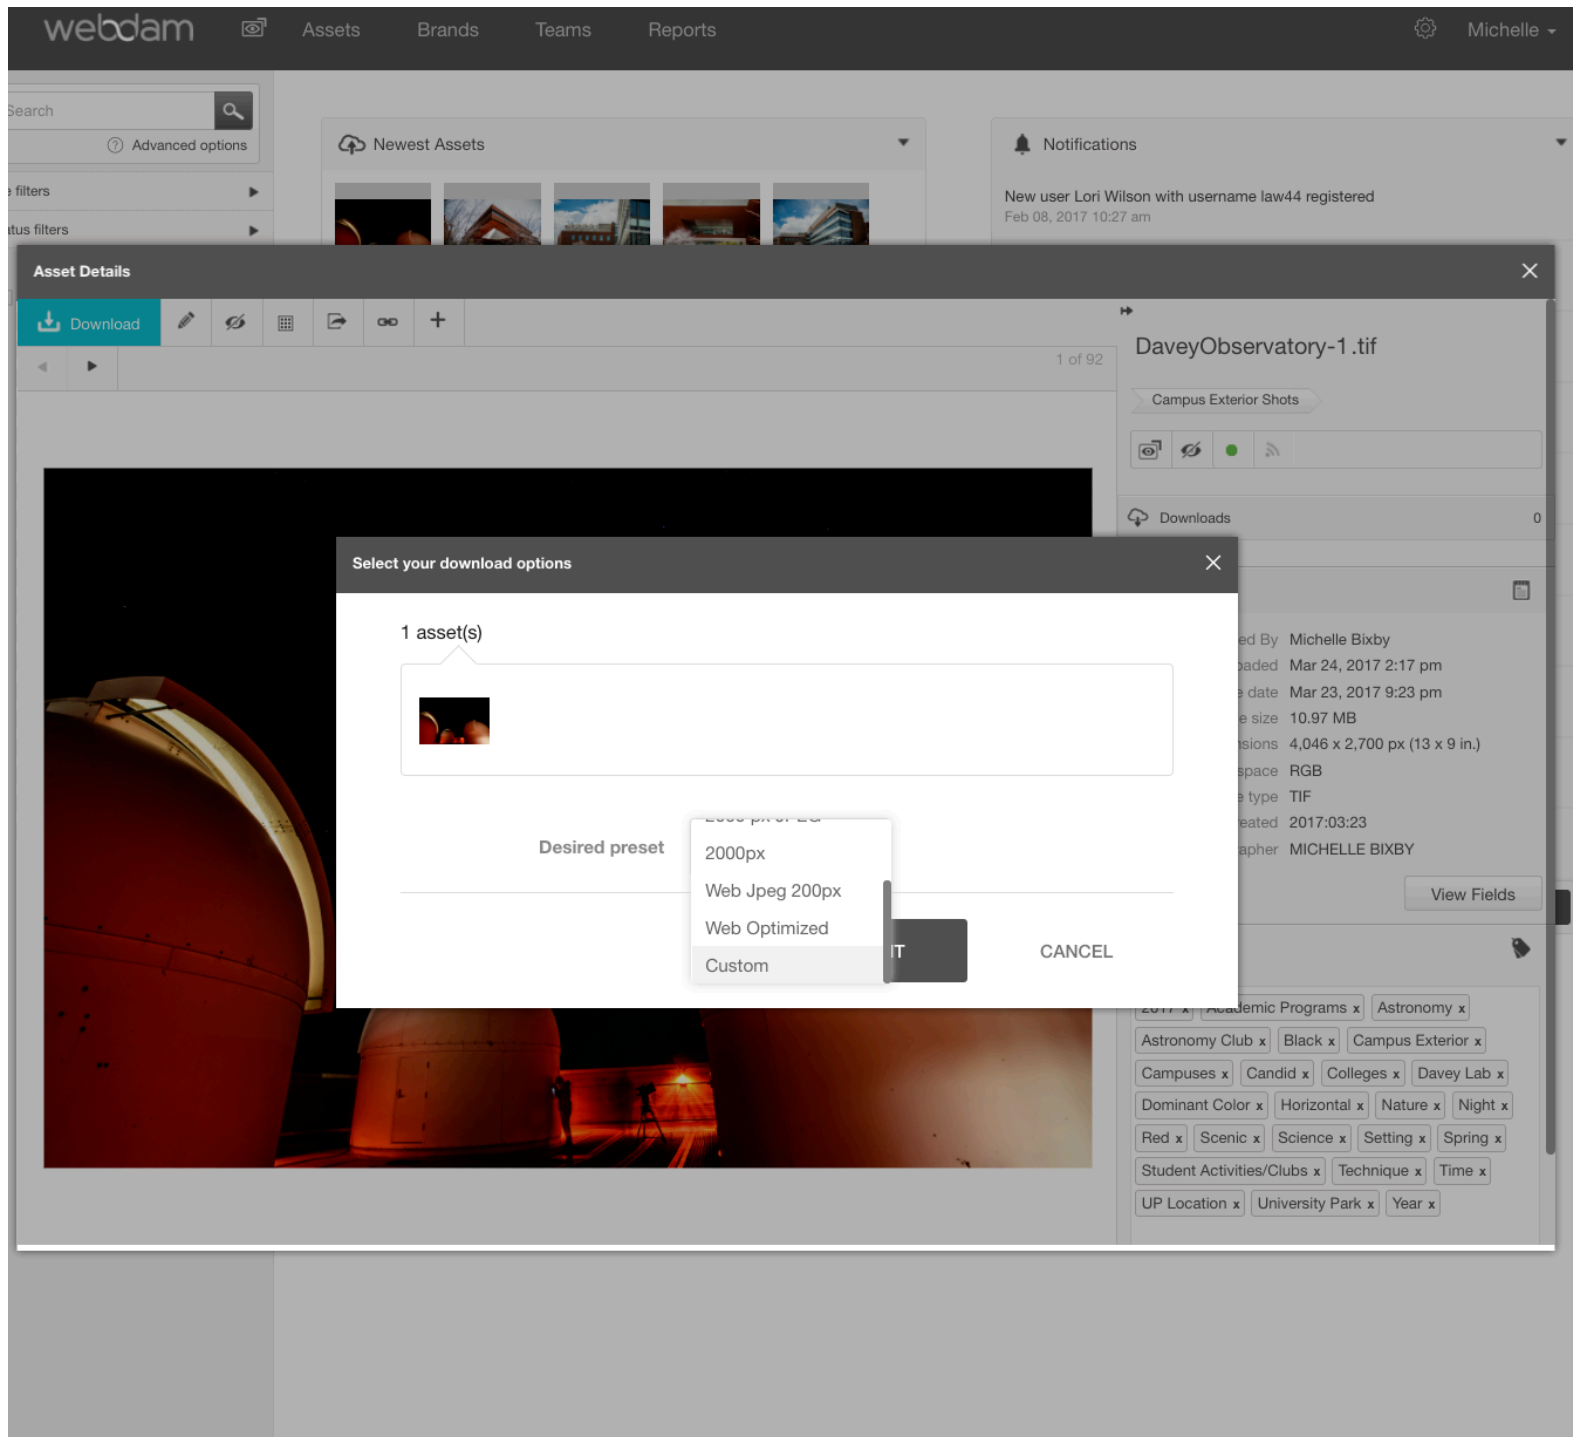 webdam Assets Brands Teams Reports Michelle
Search
Advanced options
filters
filters
Newest Assets
Notifications
New user Lori Wilson with username law44 registered
Feb 08, 2017 10:27 am
Asset Details
Download
1 of 92
DaveyObservatory-1.tif
Campus Exterior Shots
Downloads 0
Select your download options
1 asset(s)
Desired preset
2000px
Web Jpeg 200px
Web Optimized
Custom
CANCEL
By Michelle Bixby
Mar 24, 2017 2:17 pm
date Mar 23, 2017 9:23 pm
size 10.97 MB
4,046 x 2,700 px (13 x 9 in.)
space RGB
type TIF
2017:03:23
MICHELLE BIXBY
View Fields
2017 x Academic Programs x Astronomy x
Astronomy Club x Black x Campus Exterior x
Campuses x Candid x Colleges x Davey Lab x
Dominant Color x Horizontal x Nature x Night x
Red x Scenic x Science x Setting x Spring x
Student Activities/Clubs x Technique x Time x
UP Location x University Park x Year x